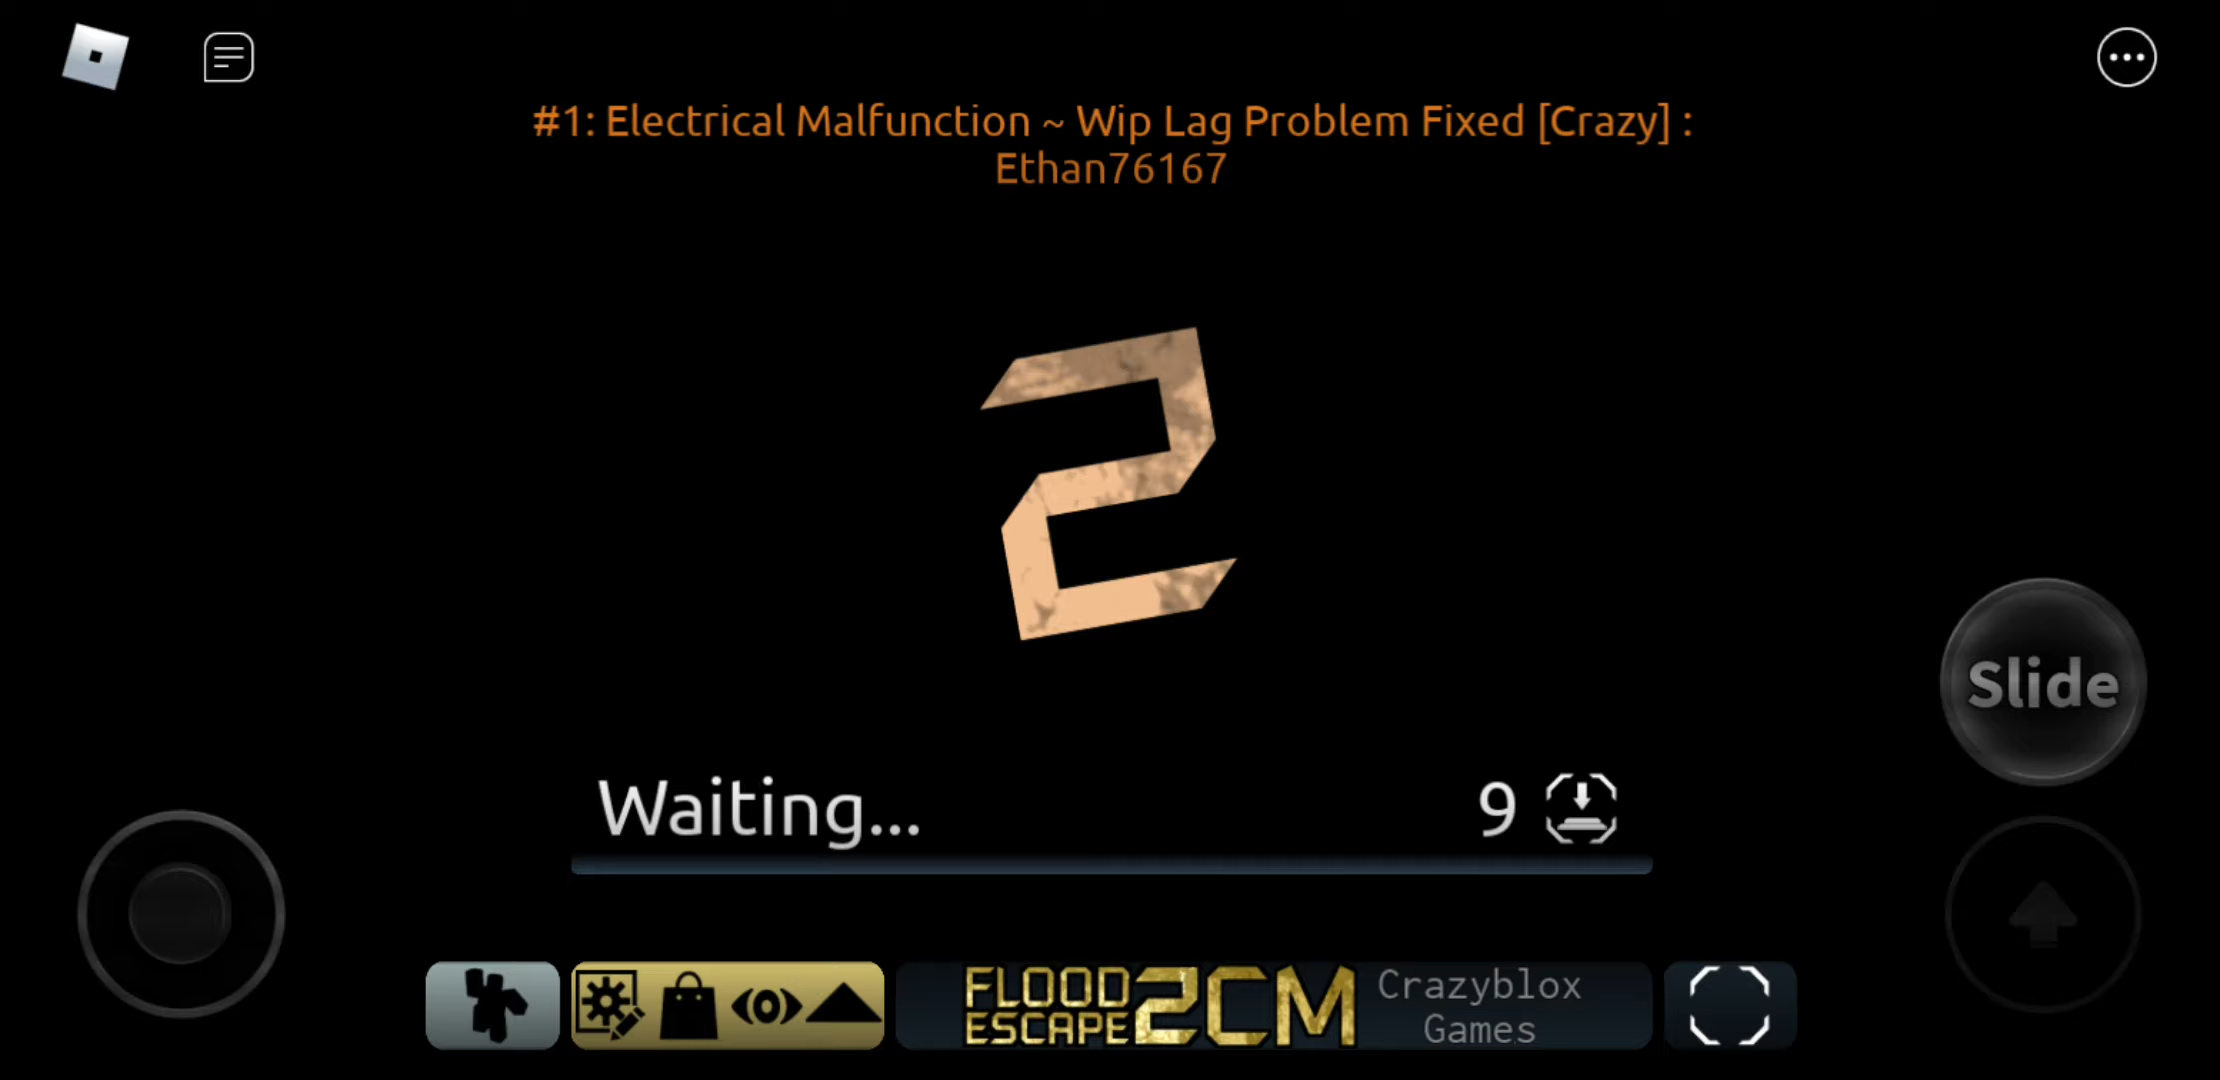 #1: Electrical Malfunction ~ Wip Lag Problem Fixed [Crazy] :
Ethan76167
2
Slide
Waiting...
9
FLOOD
ESCAPE
2CM
Crazyblox
Games